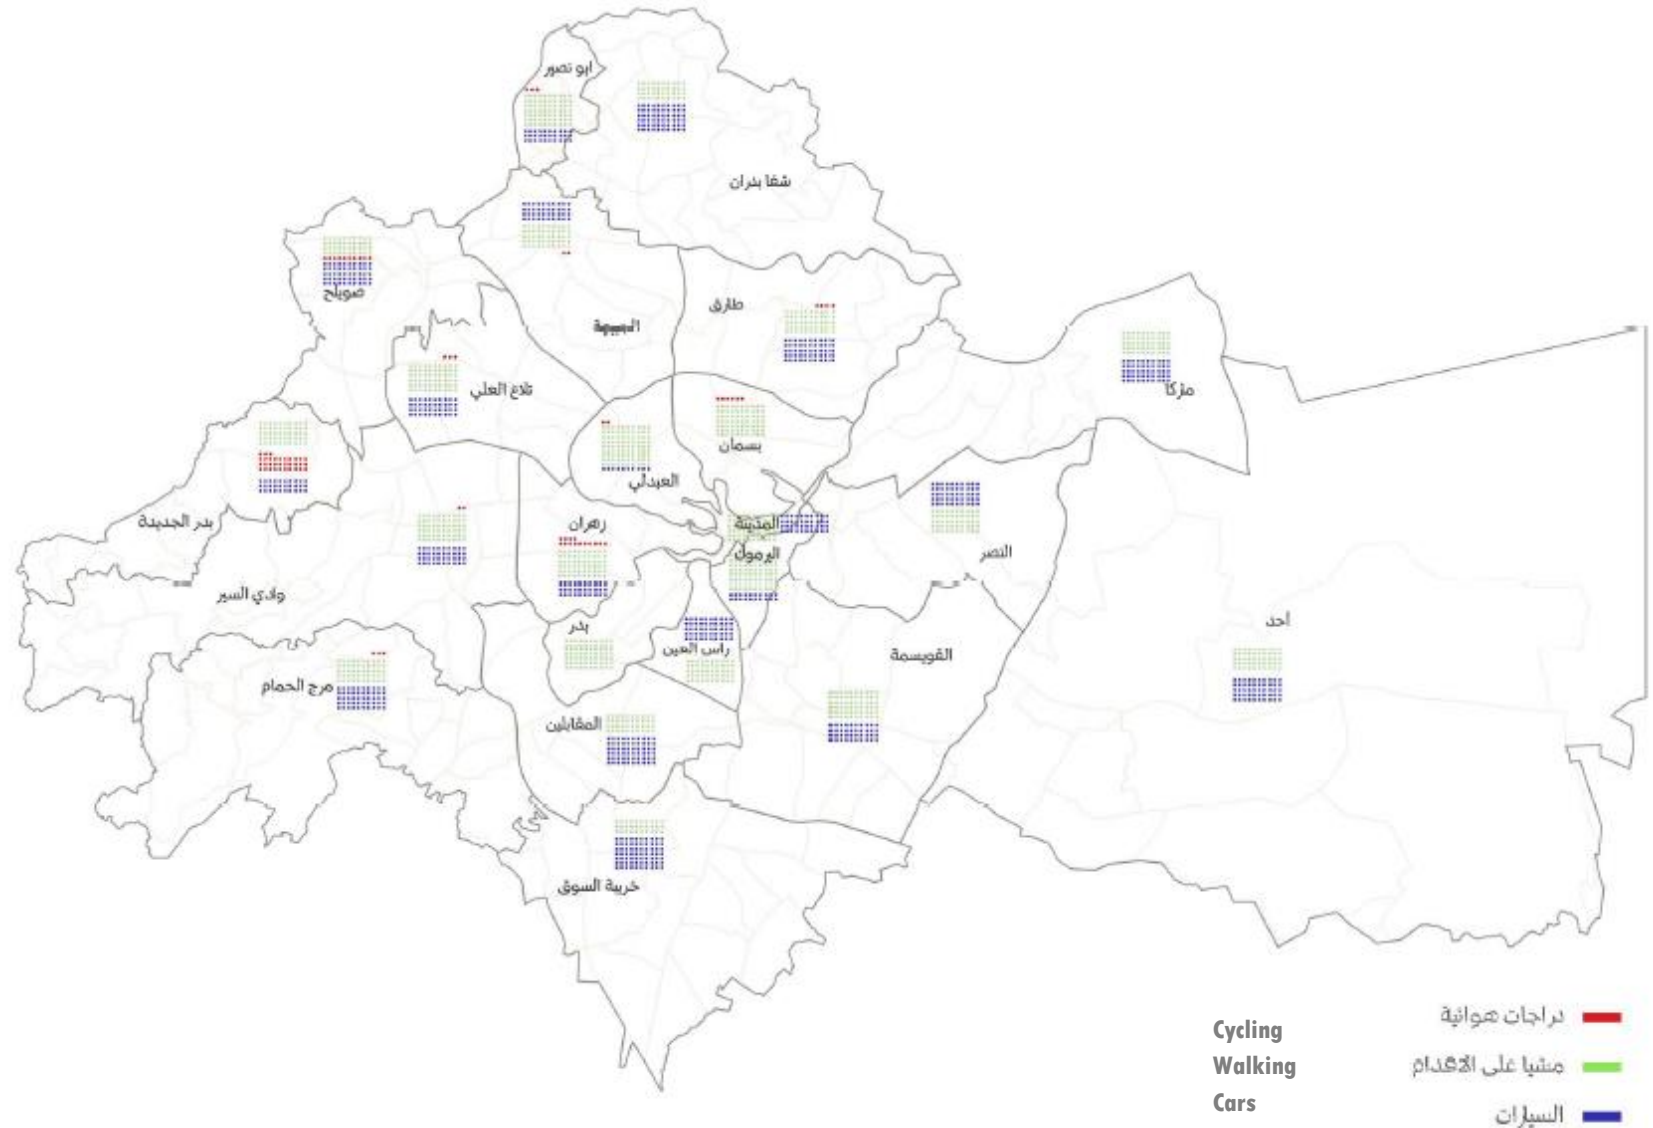 ابو نصير
شفا بدران
صويلح
طارق
الجبيهة
تلاع العلي
ماركا
بسمان
العبدلي
بدر الجديدة
زهران
المدينة
اليرموك
النصر
وادي السير
احد
بدر
راس العين
القويسمة
مرج الحمام
المقابلين
خريبة السوق
Cycling
دراجات هوائية
Walking
مشيا على الاقدام
Cars
السيارات